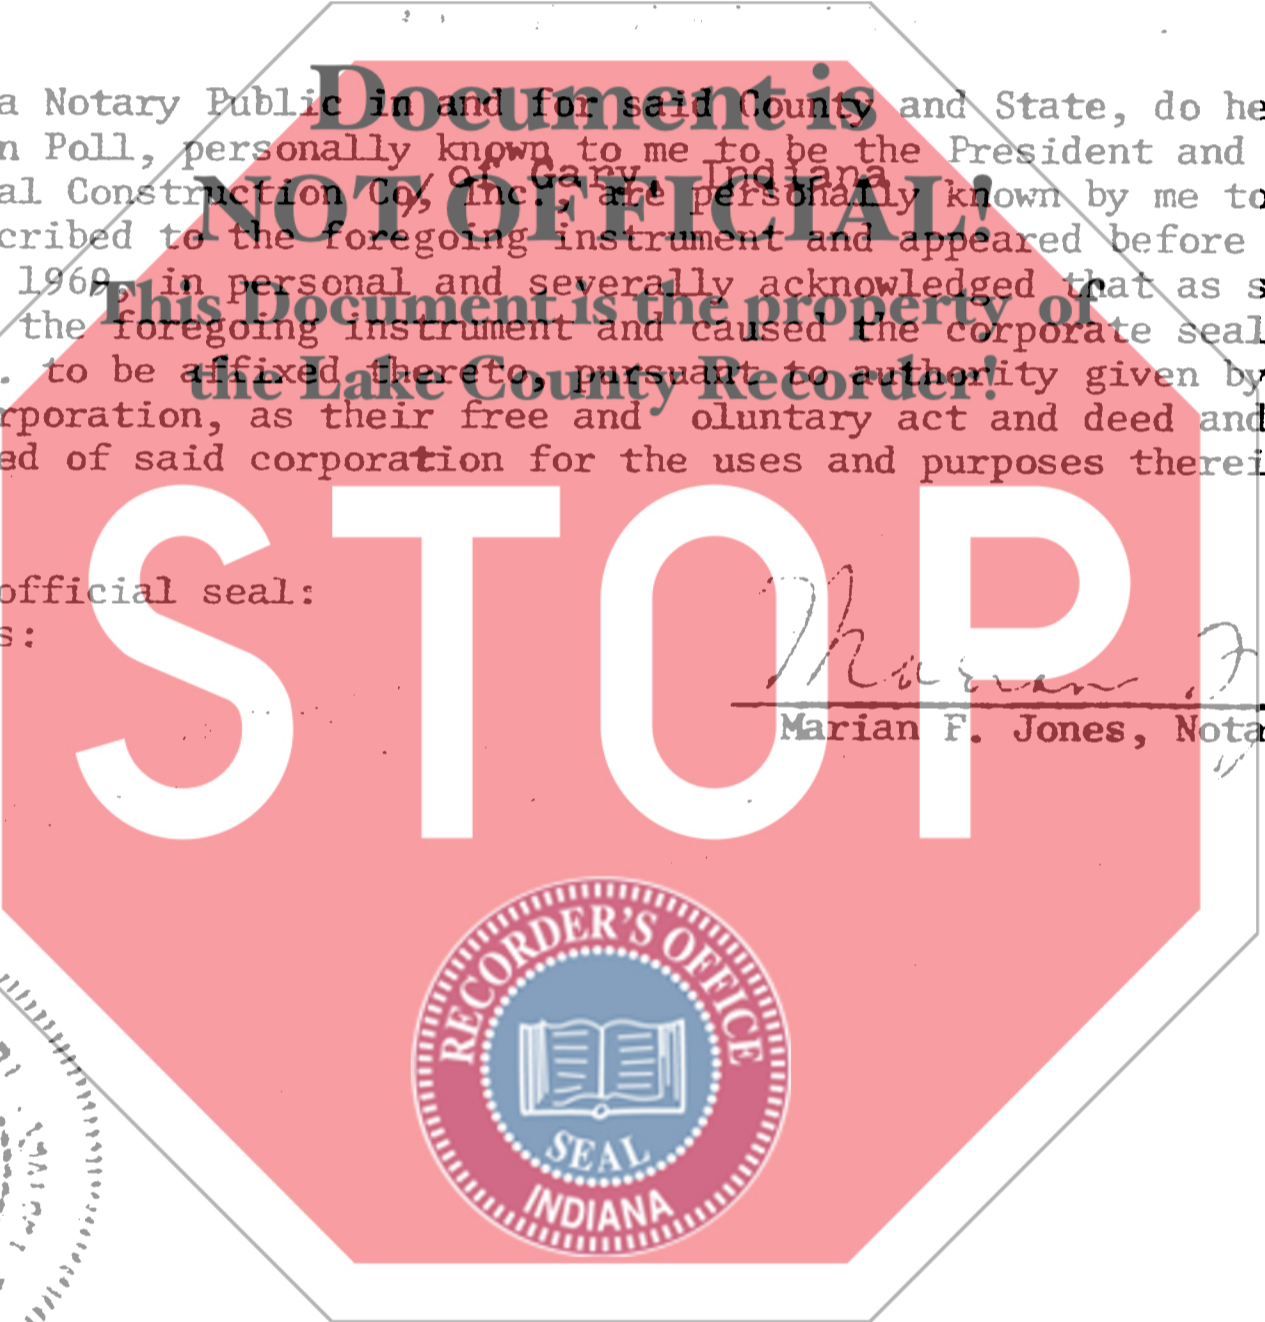 Document is
a Notary Public in and for said County and State, do he
n Poll, personally known to me to be the President and
of Gary, Indiana
NOT OFFICIAL!
al Construction Co, Inc., are personally known by me to
cribed to the foregoing instrument and appeared before
1969, in personal and severally acknowledged that as s
This Document is the property of
the foregoing instrument and caused the corporate seal
. to be affixed thereto, pursuant to authority given by
the Lake County Recorder!
rporation, as their free and oluntary act and deed and
ed of said corporation for the uses and purposes therei
STOP
official seal:
s:
Marian F
Marian F. Jones, Nota
RECORDER'S OFFICE
SEAL
INDIANA